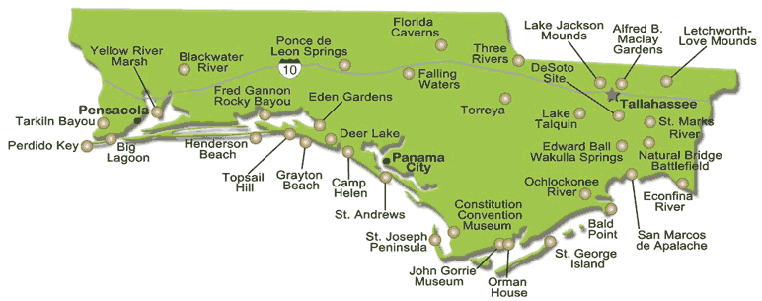 Florida
Caverns
Lake Jackson
Mounds
Alfred B.
Maclay
Gardens
Letchworth-
Love Mounds
Yellow River
Marsh
Blackwater
River
Ponce de
Leon Springs
Three
Rivers
DeSoto
Site
10
Falling
Waters
Fred Gannon
Rocky Bayou
Eden Gardens
Torreya
Tallahassee
Pensacola
Tarkiln Bayou
Lake
Talquin
St. Marks
River
Deer Lake
Perdido Key
Big
Lagoon
Henderson
Beach
Topsail
Hill
Grayton
Beach
Camp
Helen
Panama
City
Edward Ball
Wakulla Springs
Natural Bridge
Battlefield
St. Andrews
Ochlockonee
River
Econfina
River
Constitution
Convention
Museum
Bald
Point
San Marcos
de Apalache
St. Joseph
Peninsula
St. George
Island
John Gorrie
Museum
Orman
House